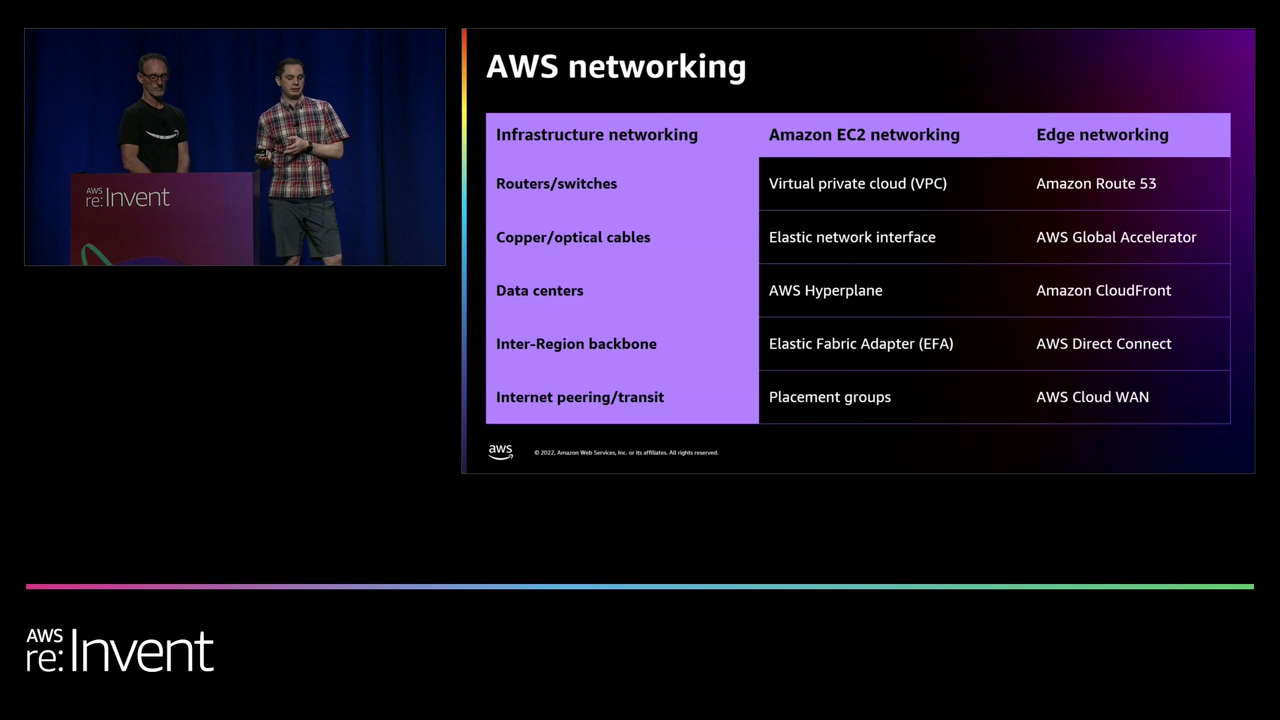 AWS
re:Invent
AWS networking
Infrastructure networking Amazon EC2 networking Edge networking
Routers/switches Virtual private cloud (VPC) Amazon Route 53
Copper/optical cables Elastic network interface AWS Global Accelerator
Data centers AWS Hyperplane Amazon CloudFront
Inter-Region backbone Elastic Fabric Adapter (EFA) AWS Direct Connect
Internet peering/transit Placement groups AWS Cloud WAN
aws © 2022, Amazon Web Services, Inc. or its affiliates. All rights reserved.
AWS
re:Invent